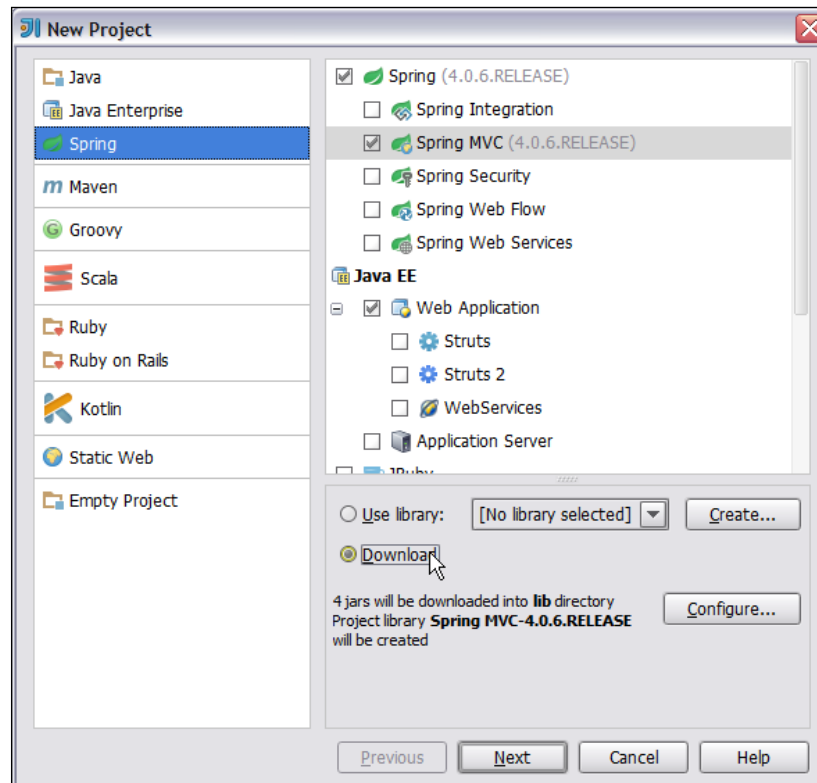 New Project
Java
Java Enterprise
Spring
m Maven
G Groovy
Scala
Ruby
Ruby on Rails
Kotlin
Static Web
Empty Project
Spring (4.0.6.RELEASE)
Spring Integration
Spring MVC (4.0.6.RELEASE)
Spring Security
Spring Web Flow
Spring Web Services
Java EE
Web Application
Struts
Struts 2
WebServices
Application Server
JRuby
Use library: [No library selected] Create...
Download
4 jars will be downloaded into lib directory
Project library Spring MVC-4.0.6.RELEASE
will be created
Configure...
Previous Next Cancel Help